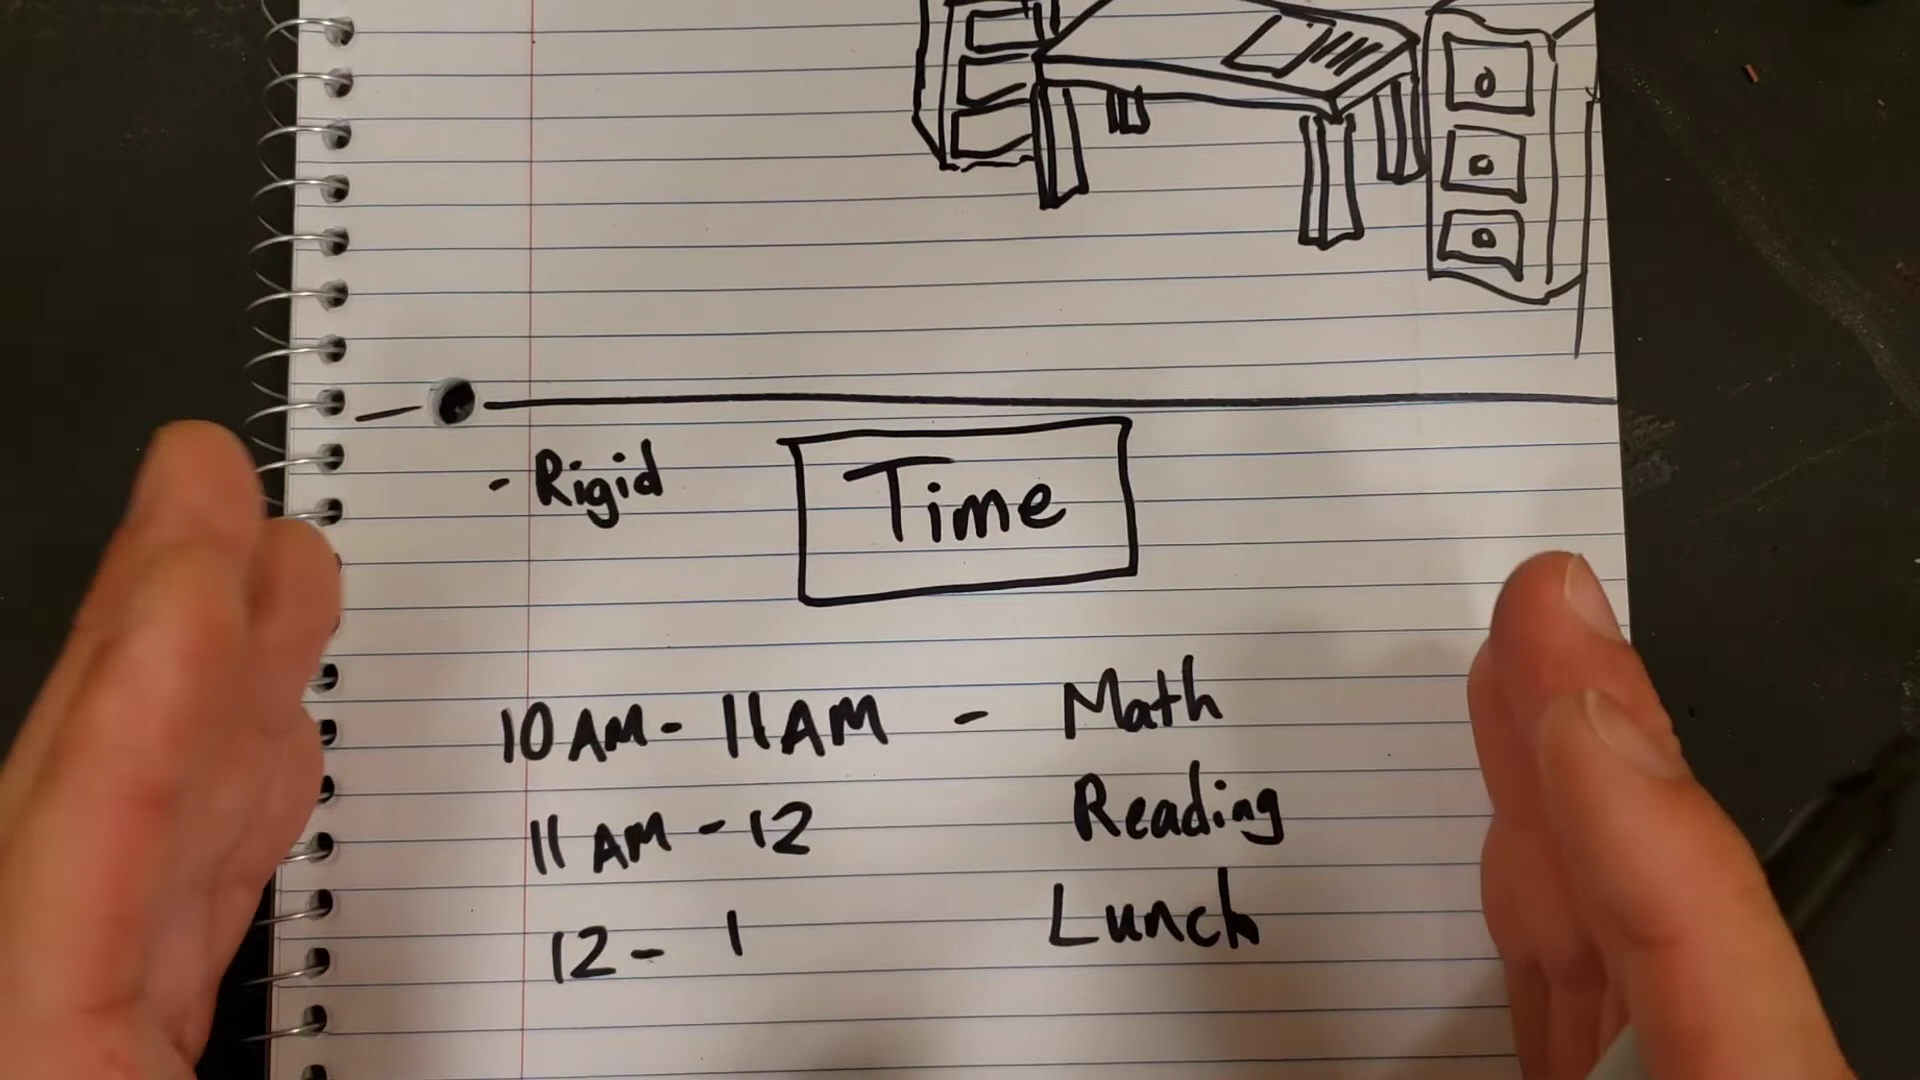 - Rigid
Time
10 AM - 11 AM - Math
11 AM - 12 Reading
12 - 1 Lunch